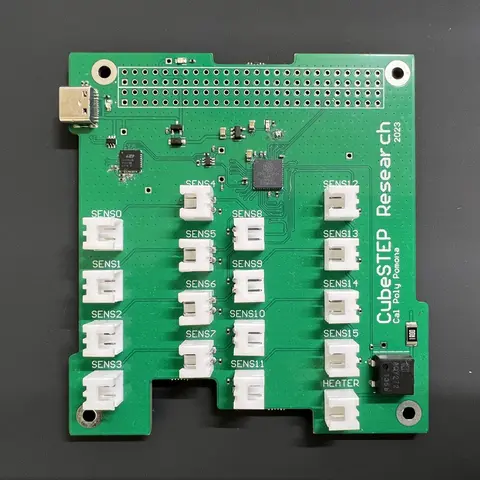 SENS4
SENS12
SENS0
SENS8
SENS5
SENS13
SENS1
SENS9
SENS6
SENS14
SENS2
SENS10
SENS7
SENS15
SENS3
SENS11
HEATER
CubeSTEP Research
Cal Poly Pomona
2023